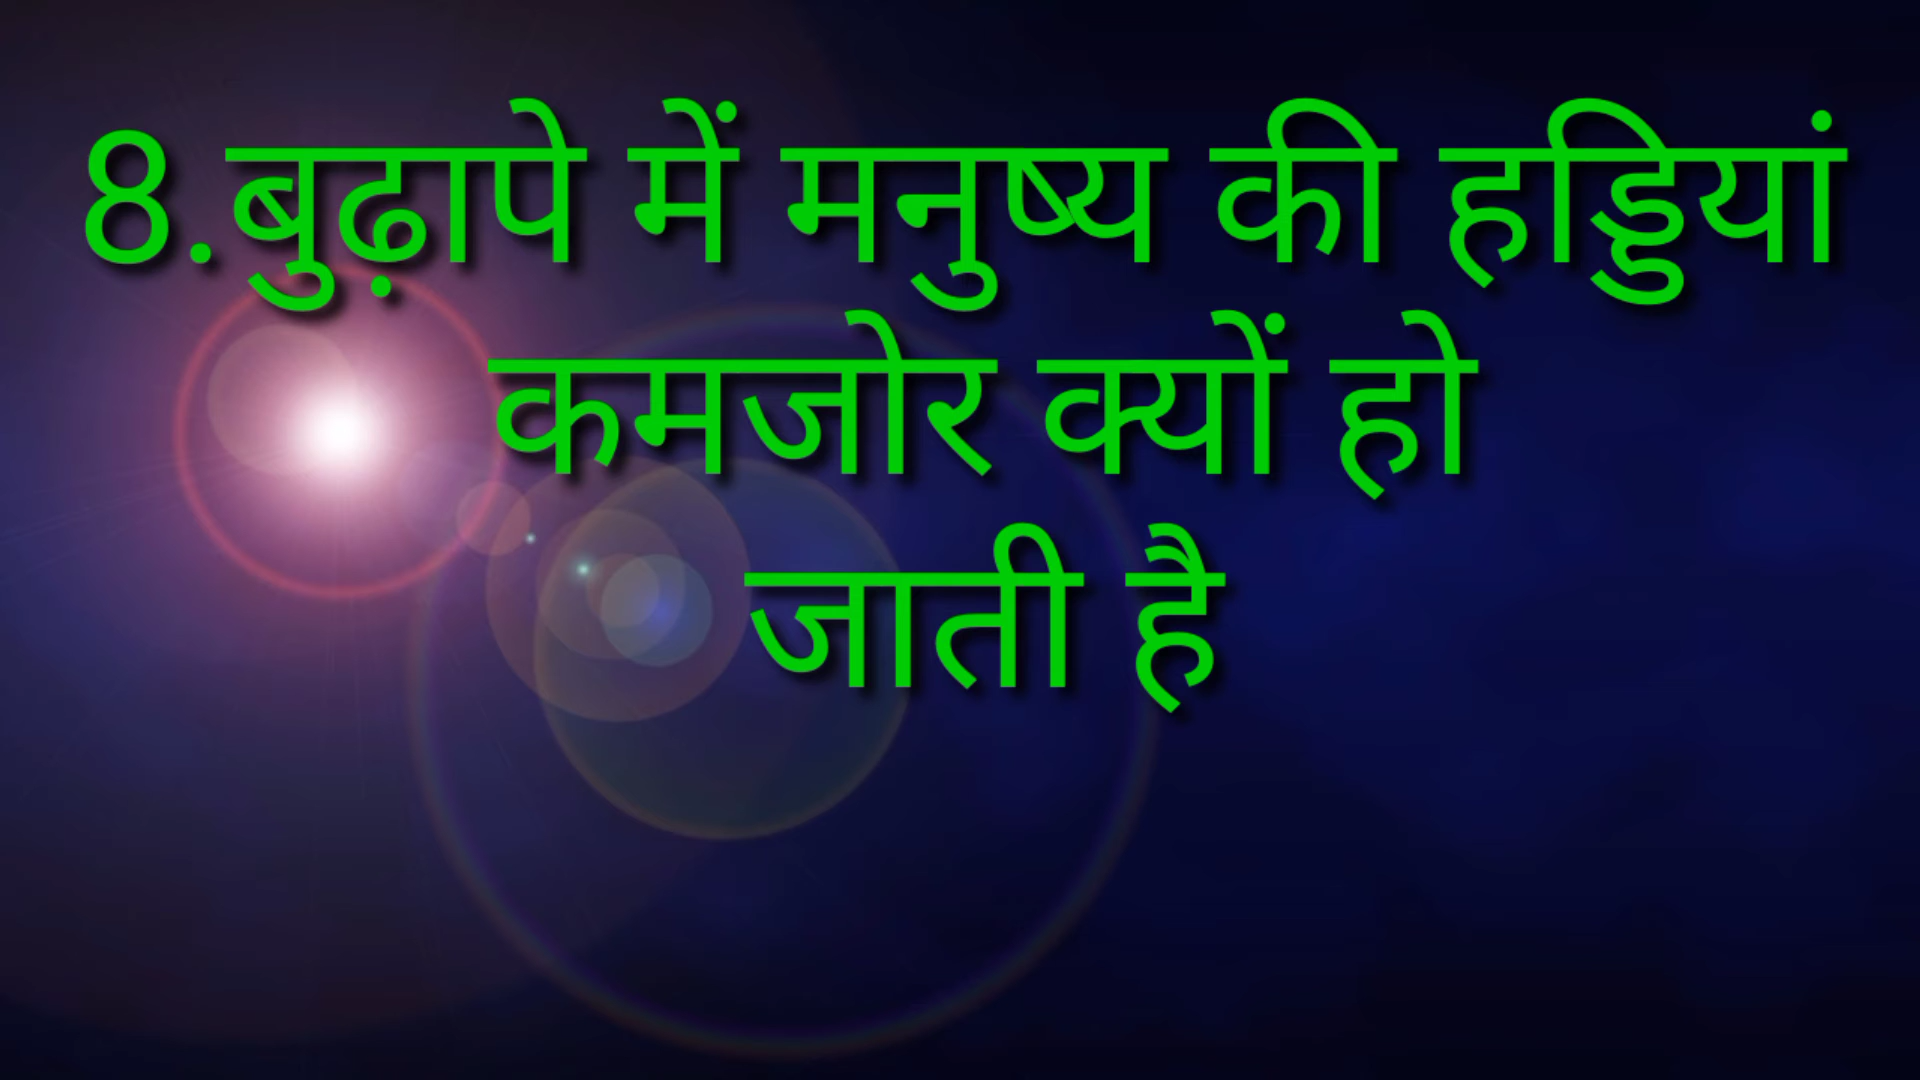 8.बुढ़ापे में मनुष्य की हड्डियां
कमजोर क्यों हो
जाती है